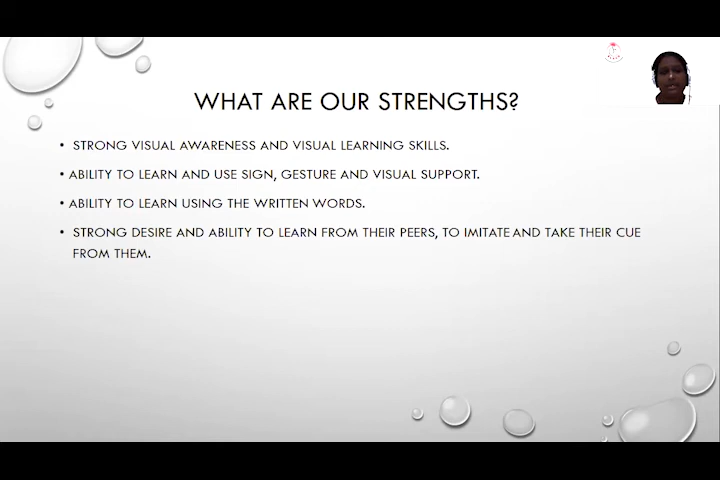 WHAT ARE OUR STRENGTHS?
• STRONG VISUAL AWARENESS AND VISUAL LEARNING SKILLS.
• ABILITY TO LEARN AND USE SIGN, GESTURE AND VISUAL SUPPORT.
• ABILITY TO LEARN USING THE WRITTEN WORDS.
• STRONG DESIRE AND ABILITY TO LEARN FROM THEIR PEERS, TO IMITATE AND TAKE THEIR CUE
FROM THEM.